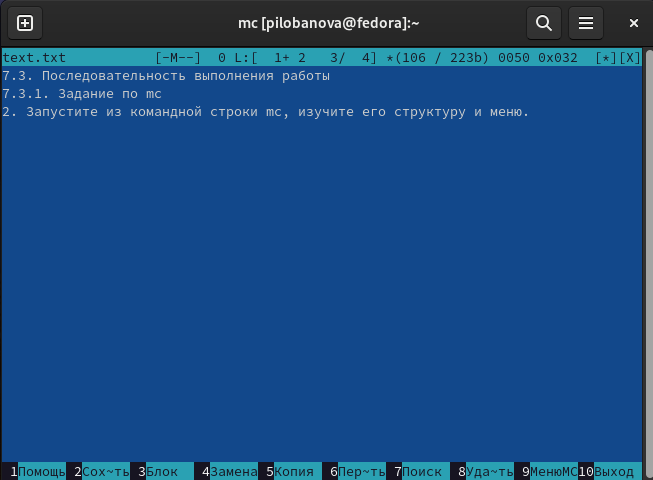 mc [pilobanova@fedora]:~
text.txt [-M--] 0 L:[ 1+ 2 3/ 4] *(106 / 223b) 0050 0x032 [*][X]
7.3. Последовательность выполнения работы
7.3.1. Задание по mc
2. Запустите из командной строки mc, изучите его структуру и меню.
1Помощь 2Сох~ть 3Блок 4Замена 5Копия 6Пер~ть 7Поиск 8Уда~ть 9МенюMC 10Выход